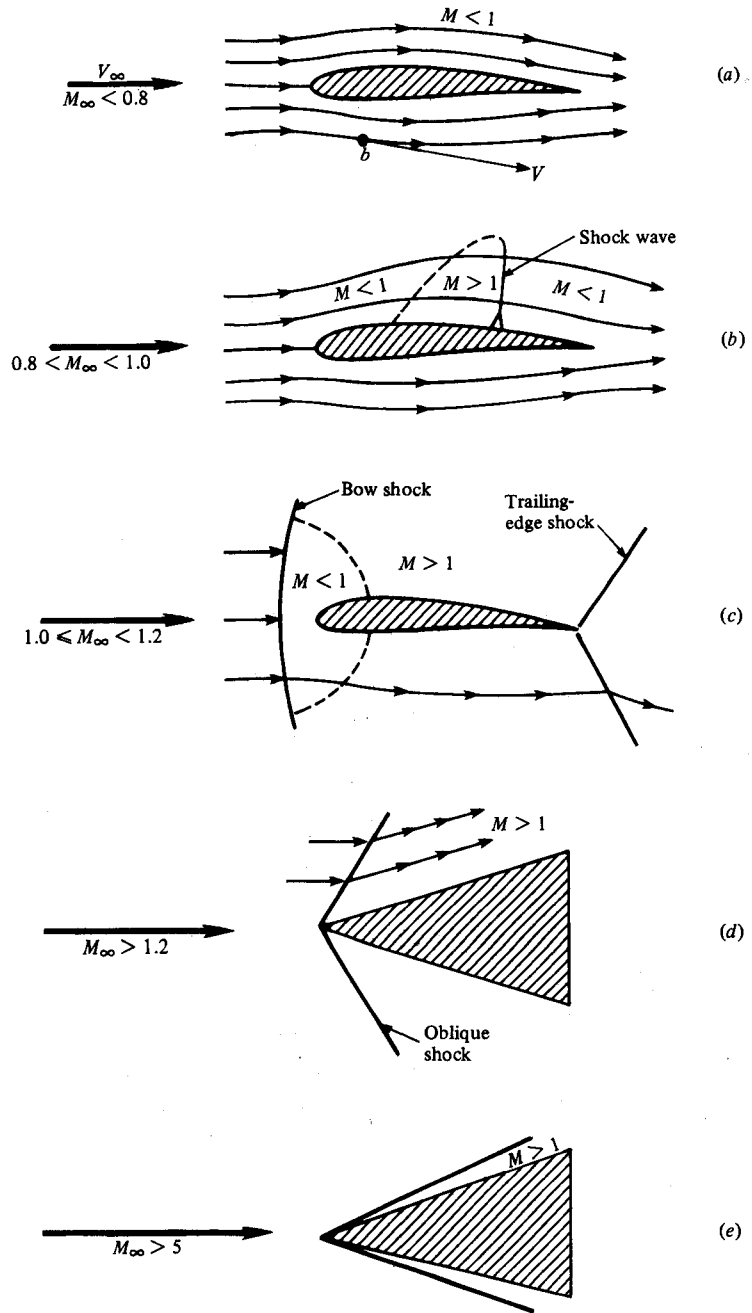 M < 1
(a)
V∞
M∞ < 0.8
b
V
Shock wave
M < 1
M > 1
M < 1
(b)
0.8 < M∞ < 1.0
Bow shock
Trailing-
edge shock
M > 1
M < 1
(c)
1.0 ⩽ M∞ < 1.2
M > 1
(d)
M∞ > 1.2
Oblique
shock
M > 1
(e)
M∞ > 5